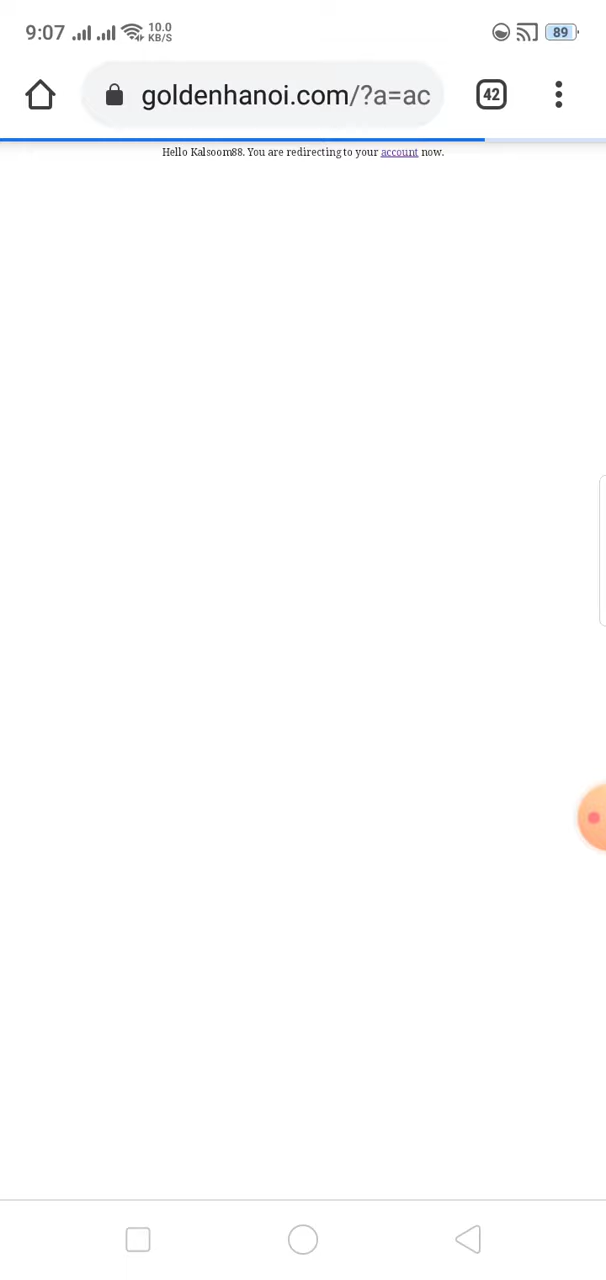 9:07 10.0 KB/S 89
goldenhanoi.com/?a=ac 42
Hello Kalsoom88. You are redirecting to your account now.